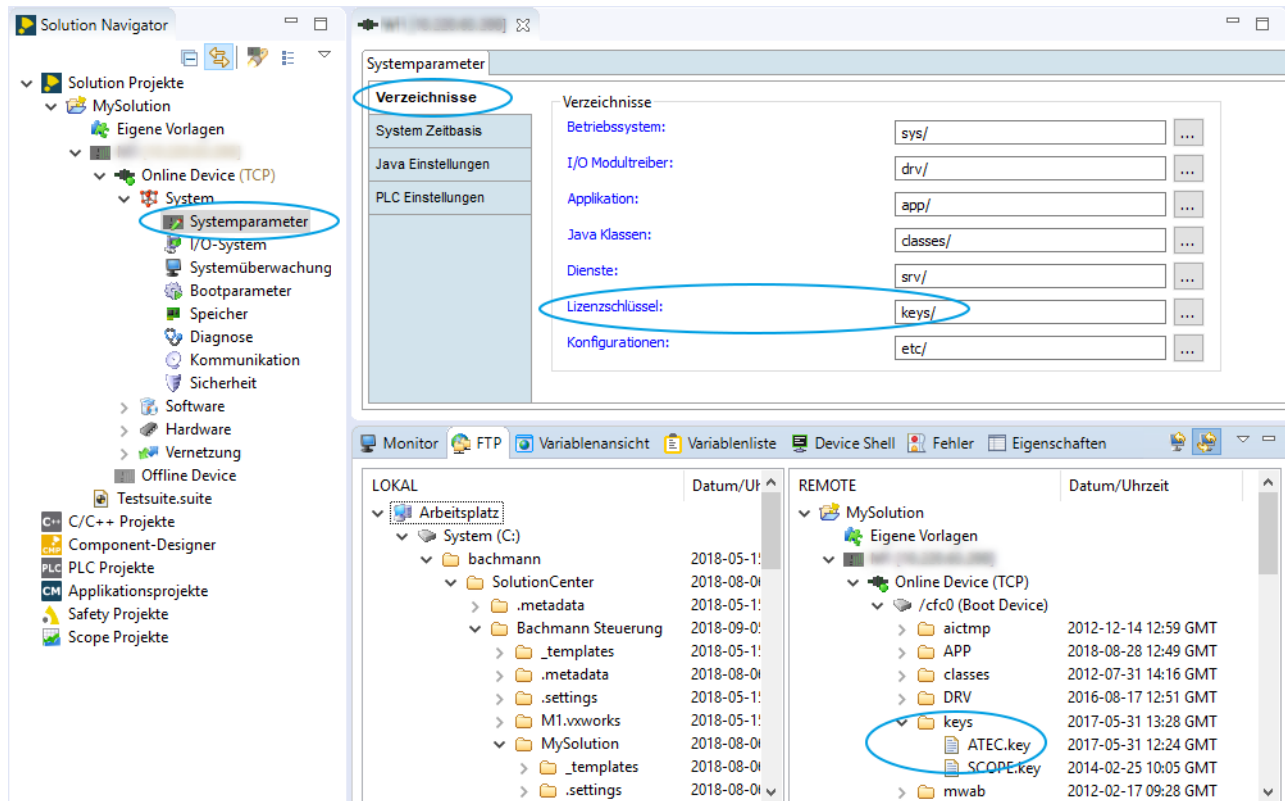 Solution Navigator
Solution Projekte
MySolution
Eigene Vorlagen
Online Device (TCP)
System
Systemparameter
I/O-System
Systemüberwachung
Bootparameter
Speicher
Diagnose
Kommunikation
Sicherheit
Software
Hardware
Vernetzung
Offline Device
Testsuite.suite
C++ C/C++ Projekte
CMP Component-Designer
PLC PLC Projekte
CM Applikationsprojekte
Safety Projekte
Scope Projekte
Systemparameter
Verzeichnisse
System Zeitbasis
Java Einstellungen
PLC Einstellungen
Verzeichnisse
Betriebssystem: sys/ ...
I/O Modultreiber: drv/ ...
Applikation: app/ ...
Java Klassen: classes/ ...
Dienste: srv/ ...
Lizenzschlüssel: keys/ ...
Konfigurationen: etc/ ...
Monitor FTP Variablenansicht Variablenliste Device Shell Fehler Eigenschaften
LOKAL Datum/Uh
Arbeitsplatz
System (C:)
bachmann 2018-05-1
SolutionCenter 2018-08-0
.metadata 2018-05-1
Bachmann Steuerung 2018-09-0
_templates 2018-05-1
.metadata 2018-08-0
.settings 2018-05-1
M1.vxworks 2018-05-1
MySolution 2018-08-0
_templates 2018-08-0
.settings 2018-08-0
REMOTE Datum/Uhrzeit
MySolution
Eigene Vorlagen
Online Device (TCP)
/cfc0 (Boot Device)
aictmp 2012-12-14 12:59 GMT
APP 2018-08-28 12:49 GMT
classes 2012-07-31 14:16 GMT
DRV 2016-08-17 12:51 GMT
keys 2017-05-31 13:28 GMT
ATEC.key 2017-05-31 12:24 GMT
SCOPE.key 2014-02-25 10:05 GMT
mwab 2012-02-17 09:28 GMT